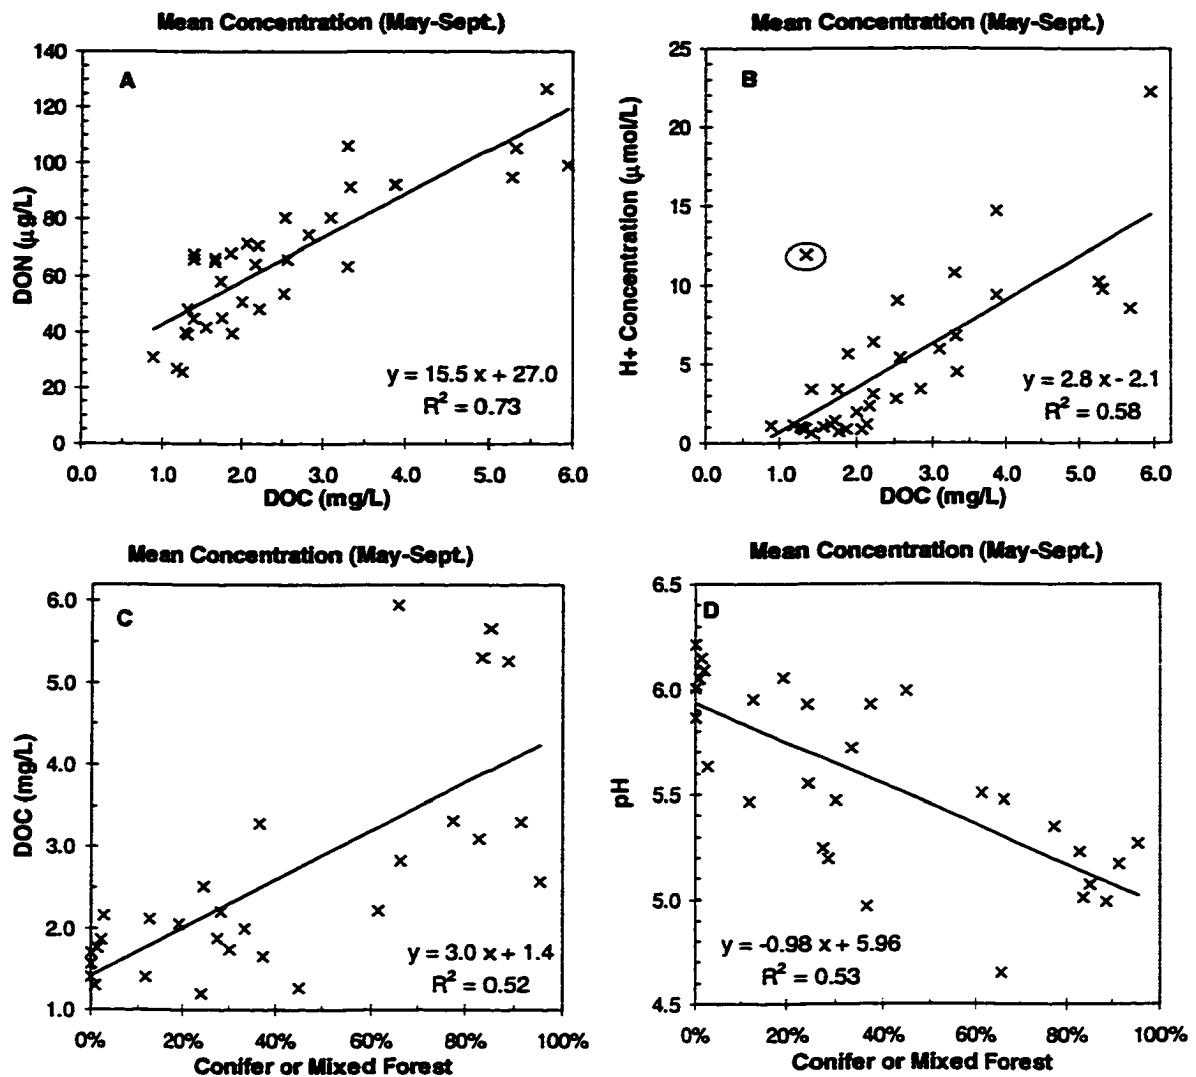 Mean Concentration (May-Sept.)
A
DON (µg/L)
140
120
100
80
60
40
20
0
y = 15.5 x + 27.0
R² = 0.73
0.0 1.0 2.0 3.0 4.0 5.0 6.0
DOC (mg/L)
Mean Concentration (May-Sept.)
B
H+ Concentration (µmol/L)
25
20
15
10
5
0
y = 2.8 x - 2.1
R² = 0.58
0.0 1.0 2.0 3.0 4.0 5.0 6.0
DOC (mg/L)
Mean Concentration (May-Sept.)
C
DOC (mg/L)
6.0
5.0
4.0
3.0
2.0
1.0
y = 3.0 x + 1.4
R² = 0.52
0% 20% 40% 60% 80% 100%
Conifer or Mixed Forest
Mean Concentration (May-Sept.)
D
pH
6.5
6.0
5.5
5.0
4.5
y = -0.98 x + 5.96
R² = 0.53
0% 20% 40% 60% 80% 100%
Conifer or Mixed Forest